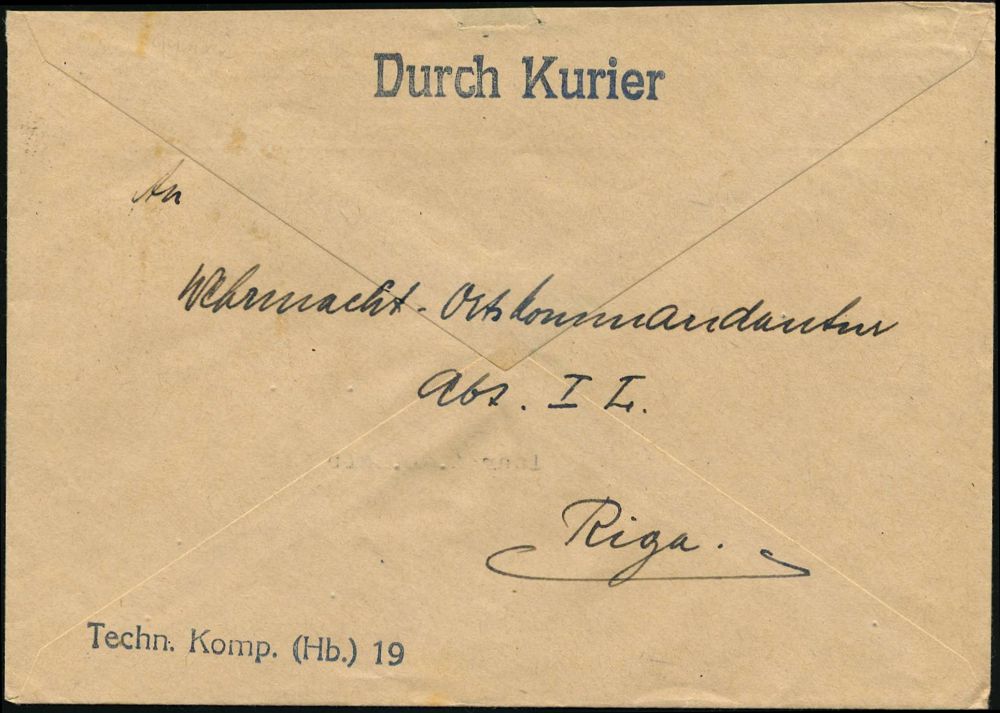 Durch Kurier
An
Wehrmacht-Ortskommandantur
Abt. I L.
Riga.
Techn. Komp. (Hb.) 19